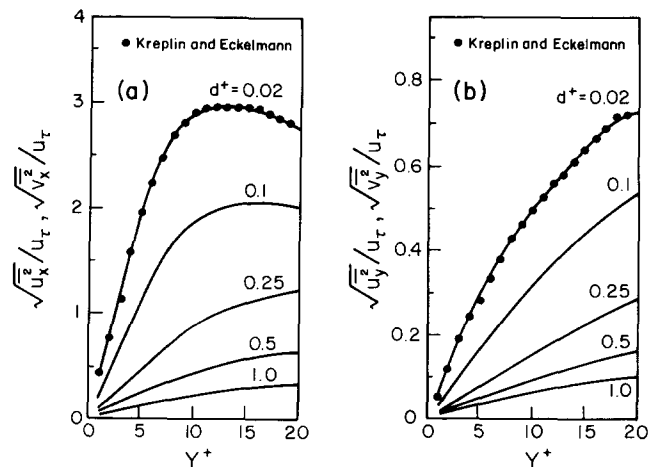 4
3
2
1
0
• Kreplin and Eckelmann
(a)
d⁺=0.02
0.1
0.25
0.5
1.0
√u̿ₓ²/u_τ , √v̿ₓ²/u_τ
0 5 10 15 20
Y⁺
0.8
0.6
0.4
0.2
0
• Kreplin and Eckelmann
(b)
d⁺=0.02
0.1
0.25
0.5
1.0
√u̿ᵧ²/u_τ , √v̿ᵧ²/u_τ
0 5 10 15 20
Y⁺